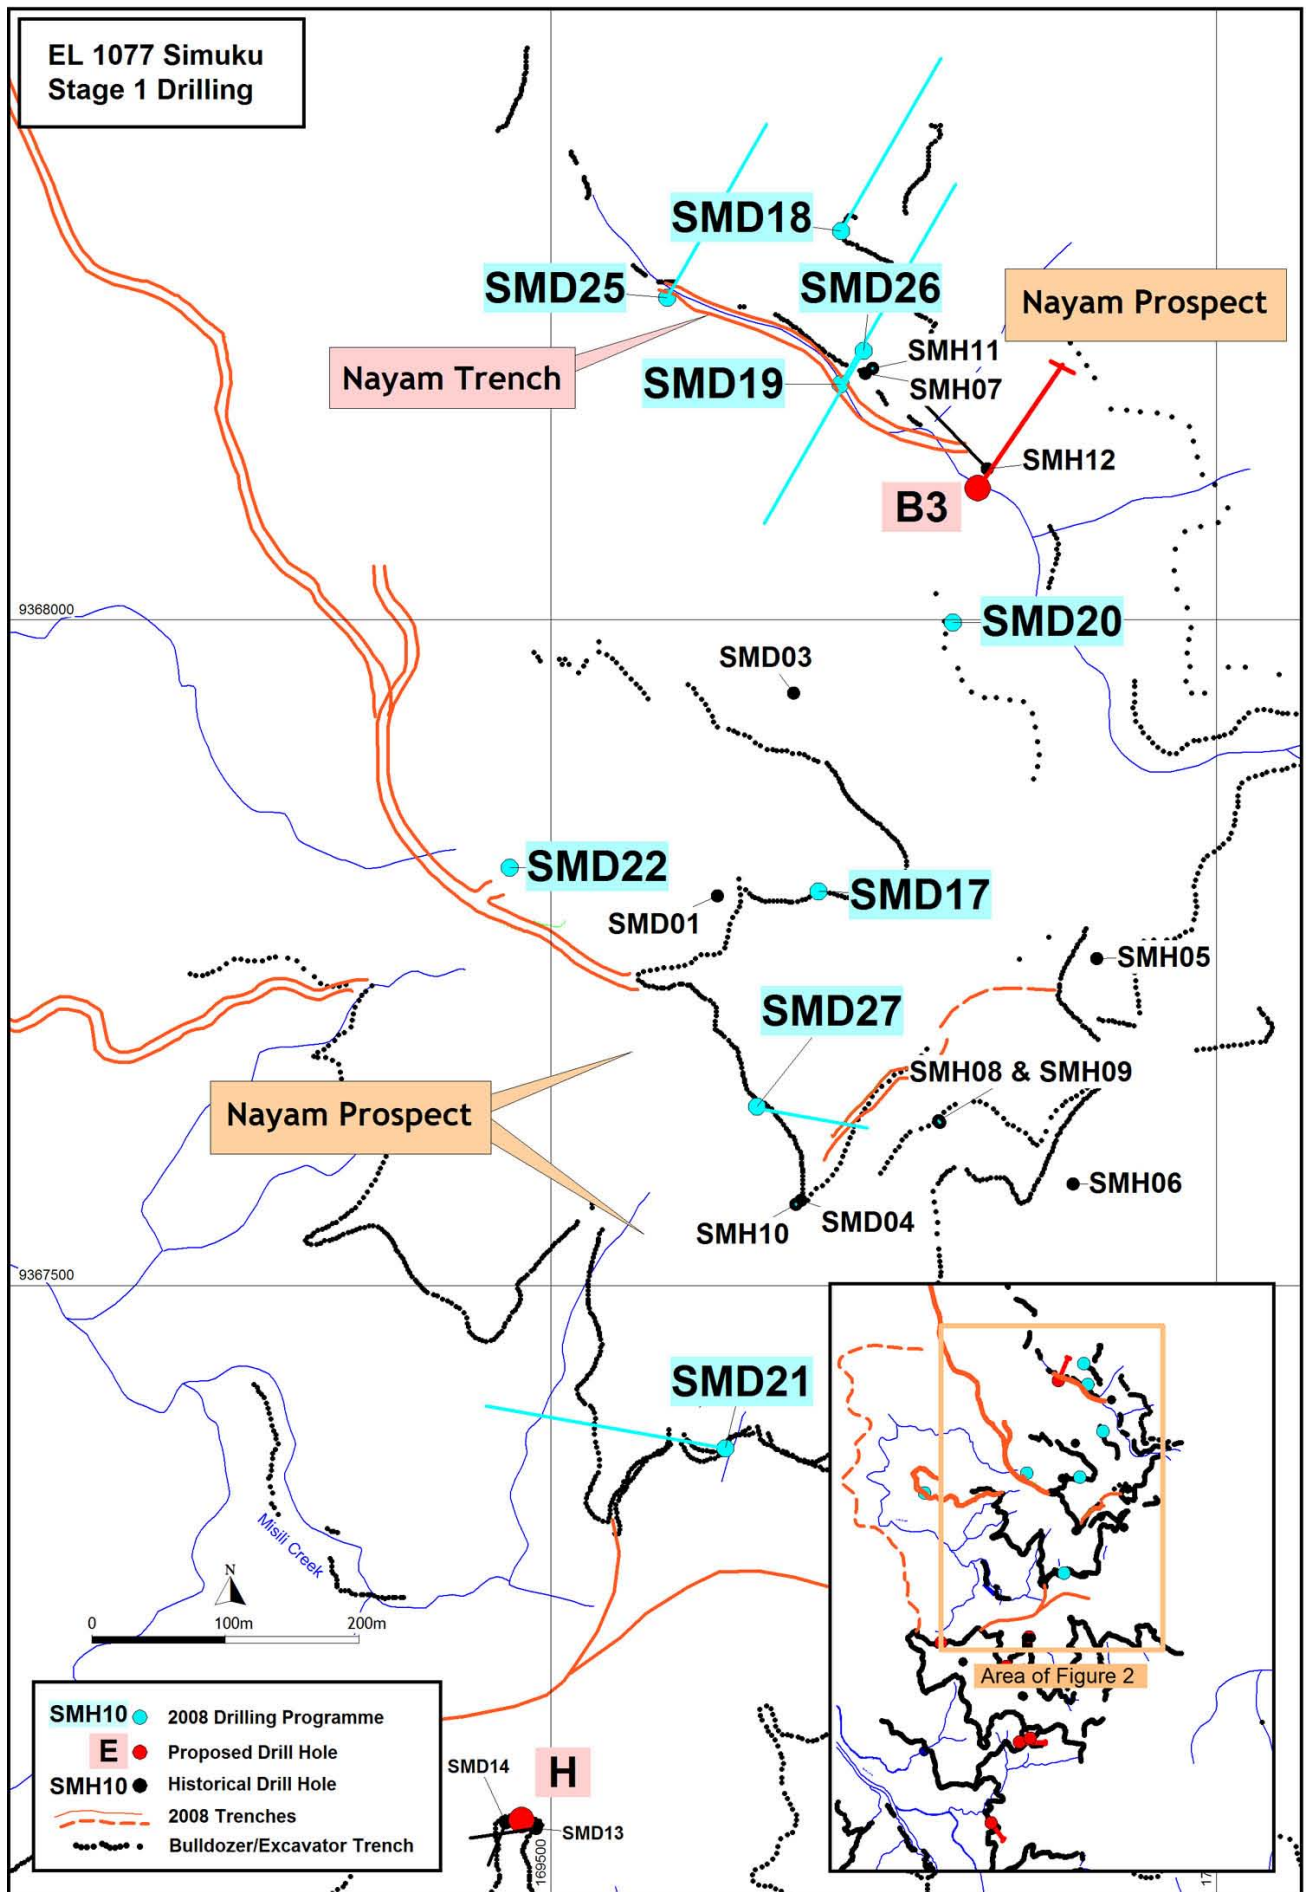 EL 1077 Simuku
Stage 1 Drilling
SMD18
SMD25
SMD26
Nayam Prospect
Nayam Trench
SMH11
SMD19
SMH07
SMH12
B3
9368000
SMD20
SMD03
SMD22
SMD17
SMD01
SMH05
SMD27
SMH08 & SMH09
Nayam Prospect
SMH06
SMH10
SMD04
9367500
SMD21
Misili Creek
N
0 100m 200m
Area of Figure 2
SMH10 2008 Drilling Programme
E Proposed Drill Hole
SMH10 Historical Drill Hole
2008 Trenches
Bulldozer/Excavator Trench
SMD14
H
SMD13
169500